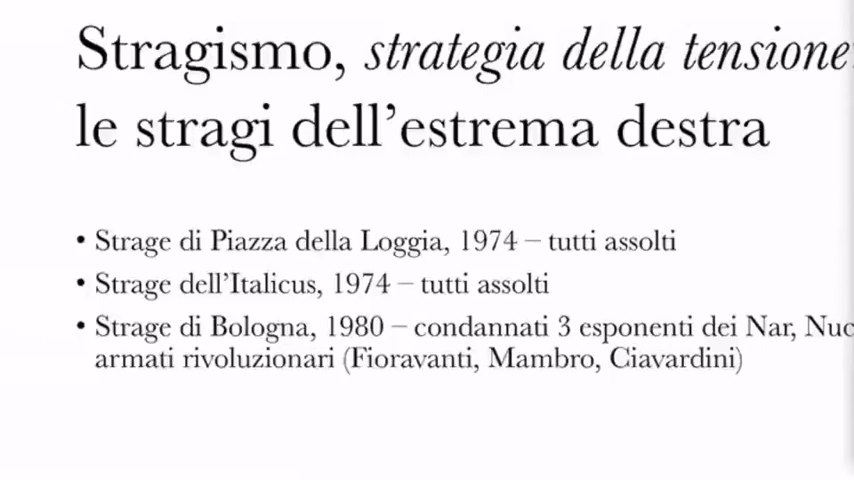 Stragismo, strategia della tensione:
le stragi dell’estrema destra
• Strage di Piazza della Loggia, 1974 – tutti assolti
• Strage dell’Italicus, 1974 – tutti assolti
• Strage di Bologna, 1980 – condannati 3 esponenti dei Nar,
armati rivoluzionari (Fioravanti, Mambro, Ciavardini)